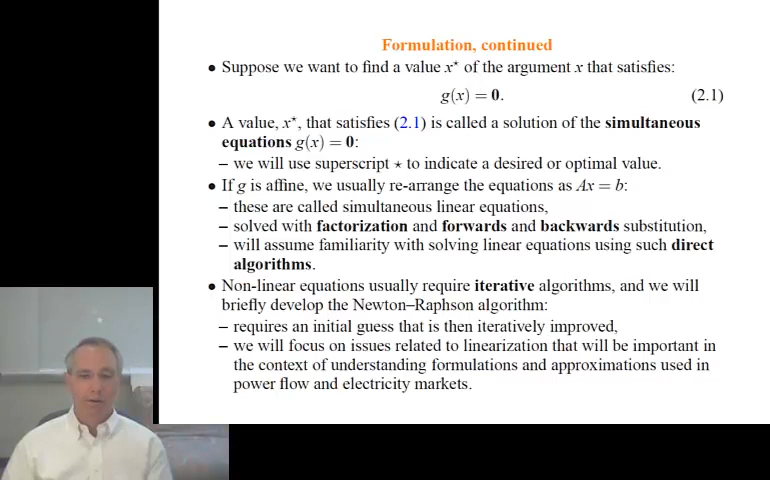 Formulation, continued
• Suppose we want to find a value x⋆ of the argument x that satisfies:
g(x) = 0. (2.1)
• A value, x⋆, that satisfies (2.1) is called a solution of the simultaneous
equations g(x) = 0:
– we will use superscript ⋆ to indicate a desired or optimal value.
• If g is affine, we usually re-arrange the equations as Ax = b:
– these are called simultaneous linear equations,
– solved with factorization and forwards and backwards substitution,
– will assume familiarity with solving linear equations using such direct
algorithms.
• Non-linear equations usually require iterative algorithms, and we will
briefly develop the Newton–Raphson algorithm:
– requires an initial guess that is then iteratively improved,
– we will focus on issues related to linearization that will be important in
the context of understanding formulations and approximations used in
power flow and electricity markets.